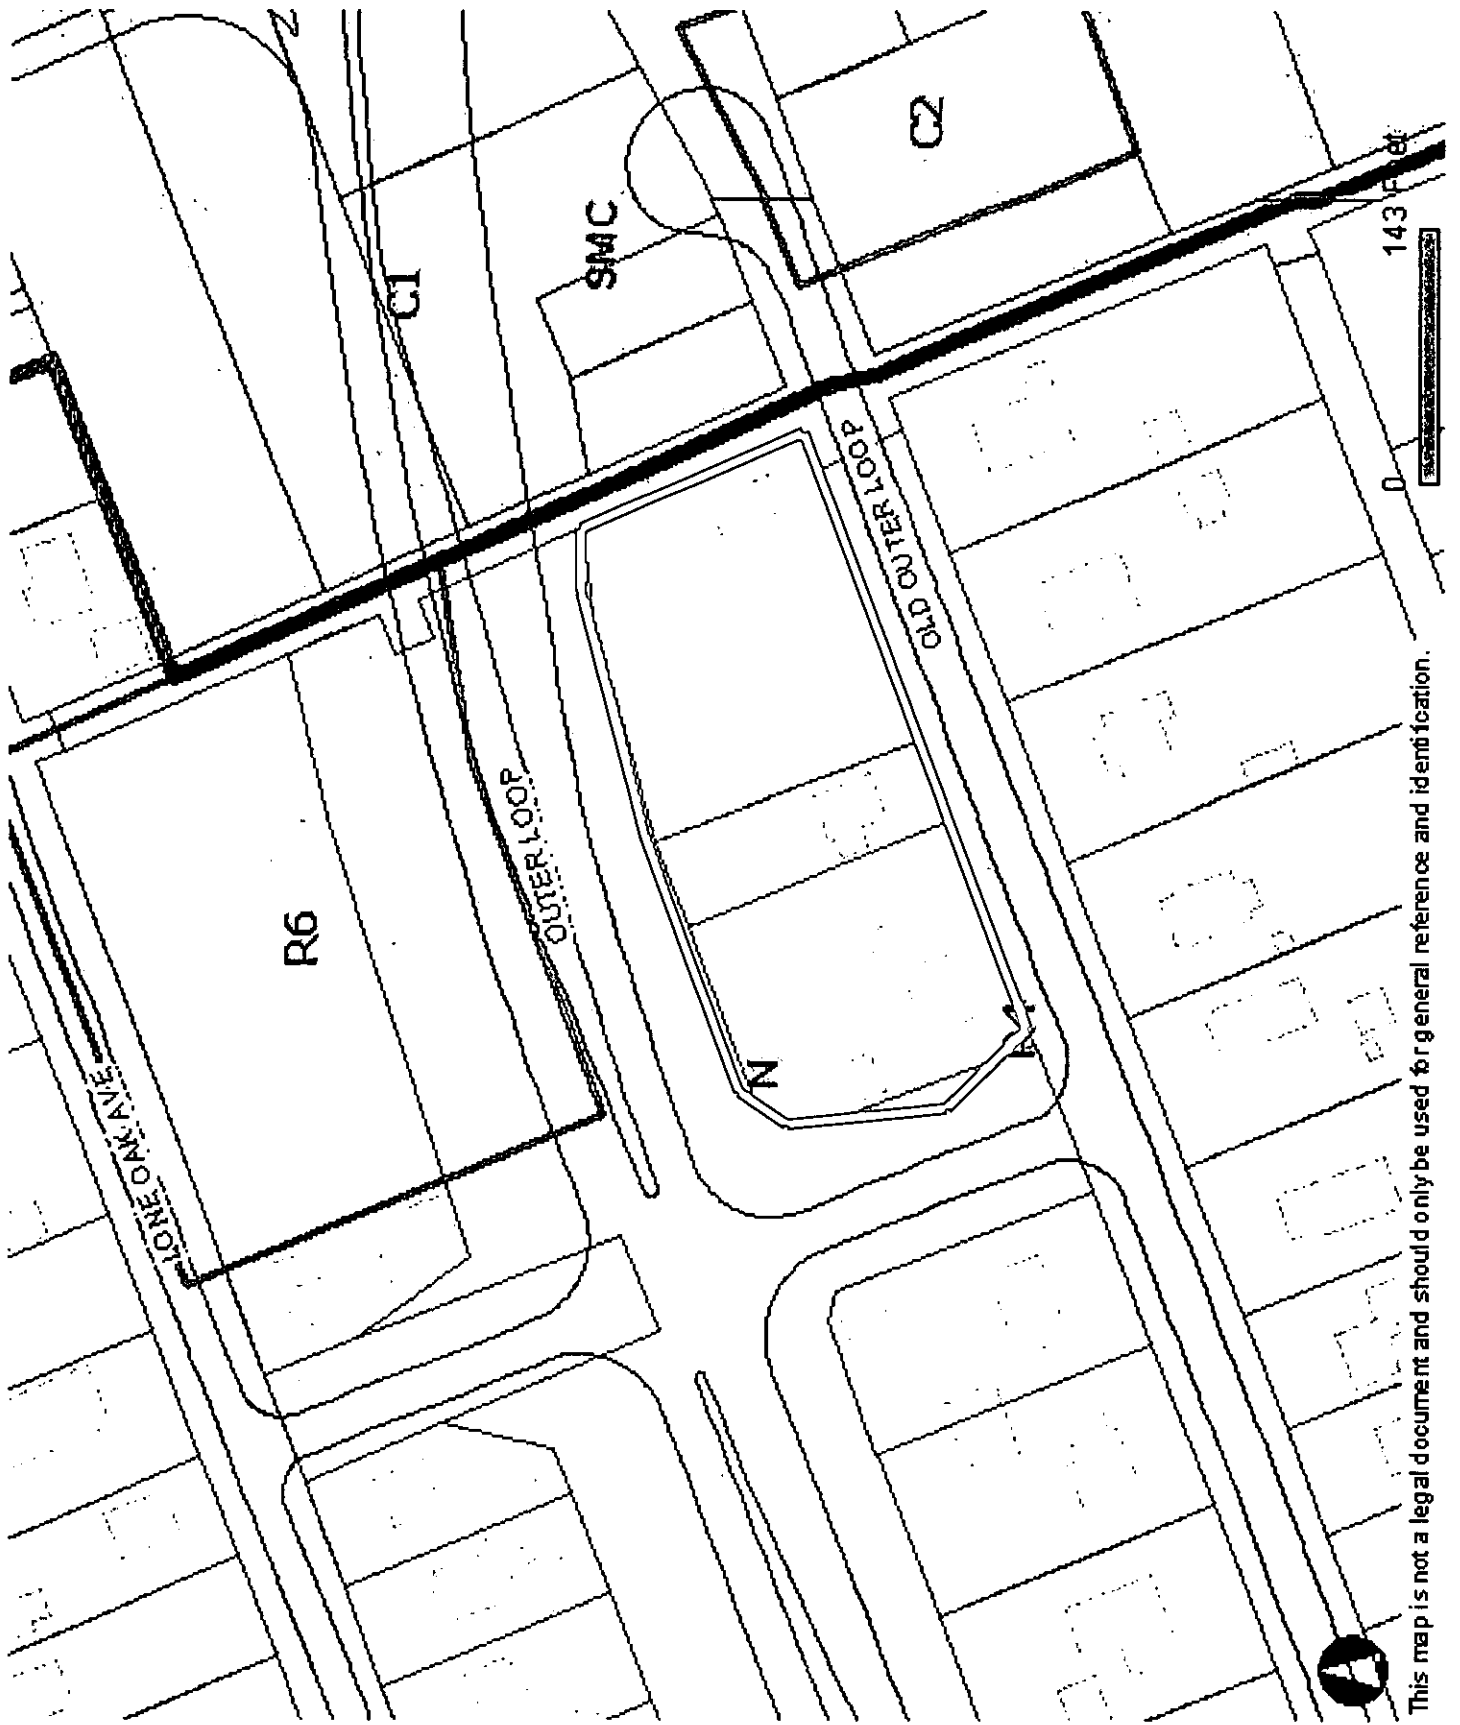 LONE OAK AVE
R6
C1
OUTER LOOP
SMC
N
C2
OLD OUTER LOOP
R4
0
143 Feet
This map is not a legal document and should only be used for general reference and identification.